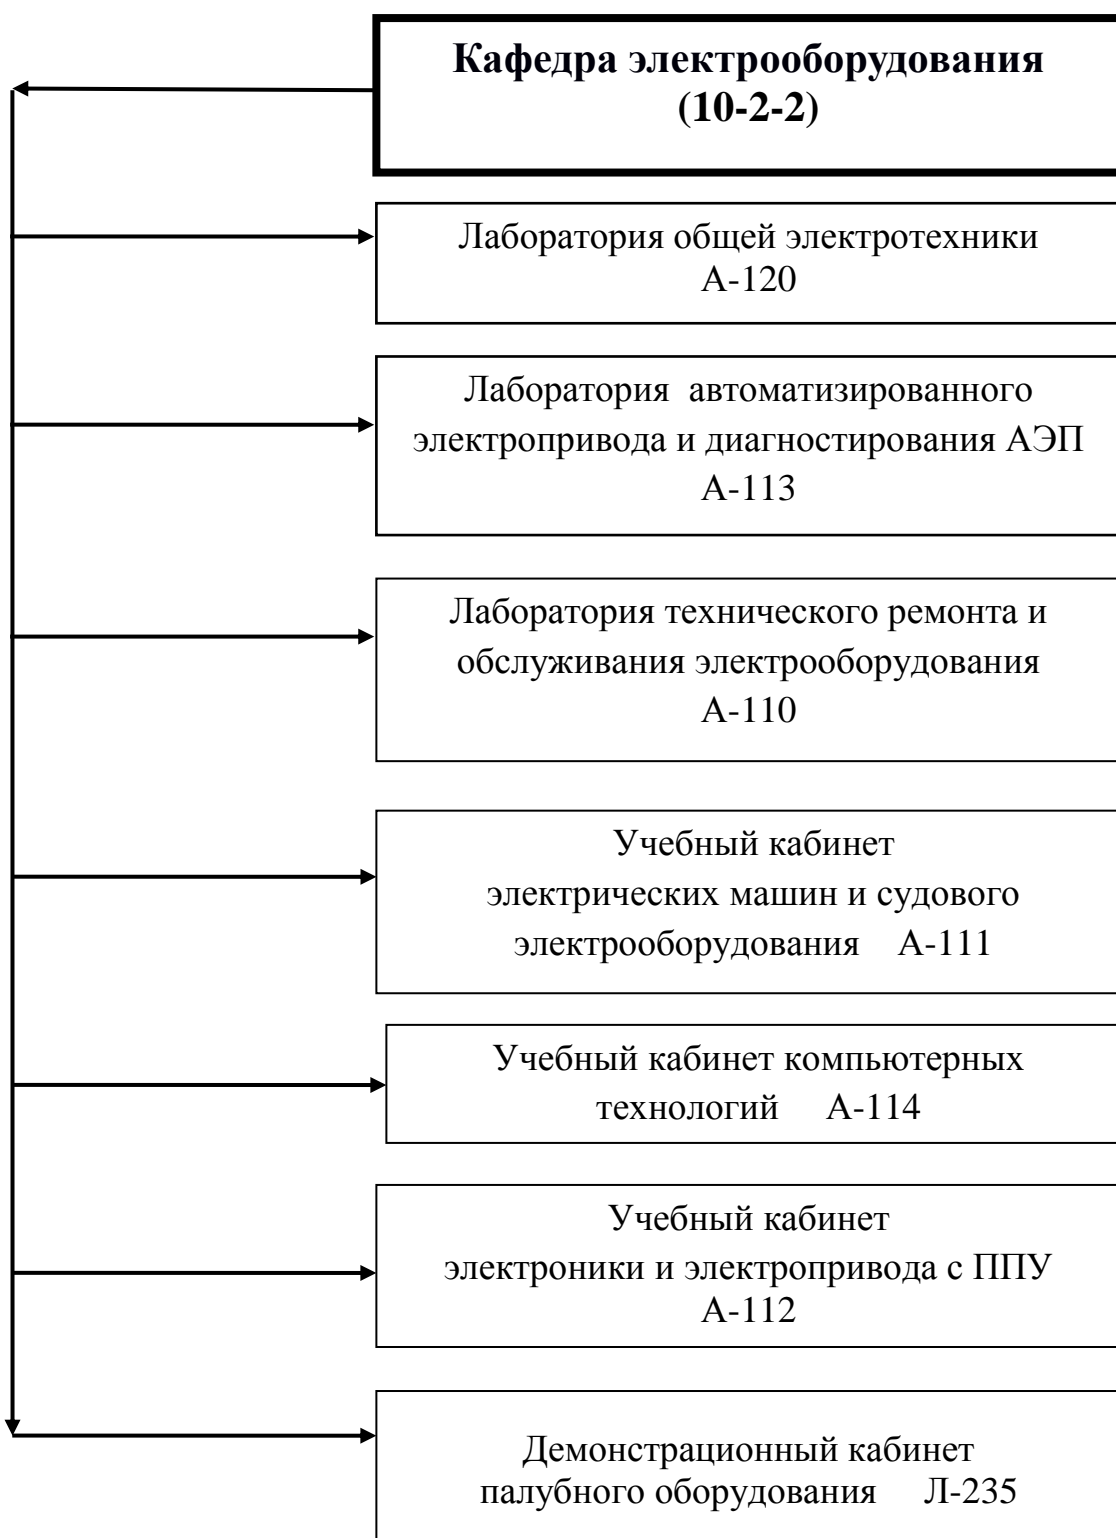 Кафедра электрооборудования
(10-2-2)
Лаборатория общей электротехники
А-120
Лаборатория автоматизированного
электропривода и диагностирования АЭП
А-113
Лаборатория технического ремонта и
обслуживания электрооборудования
А-110
Учебный кабинет
электрических машин и судового
электрооборудования А-111
Учебный кабинет компьютерных
технологий А-114
Учебный кабинет
электроники и электропривода с ППУ
А-112
Демонстрационный кабинет
палубного оборудования Л-235